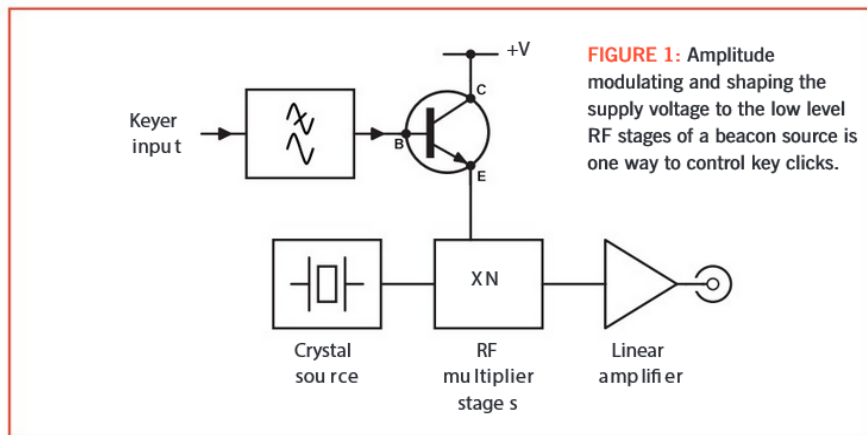 +V
FIGURE 1: Amplitude
modulating and shaping the
supply voltage to the low level
RF stages of a beacon source is
one way to control key clicks.
C
Keyer
input
B
E
XN
Crystal
source
RF
multiplier
stages
Linear
amplifier